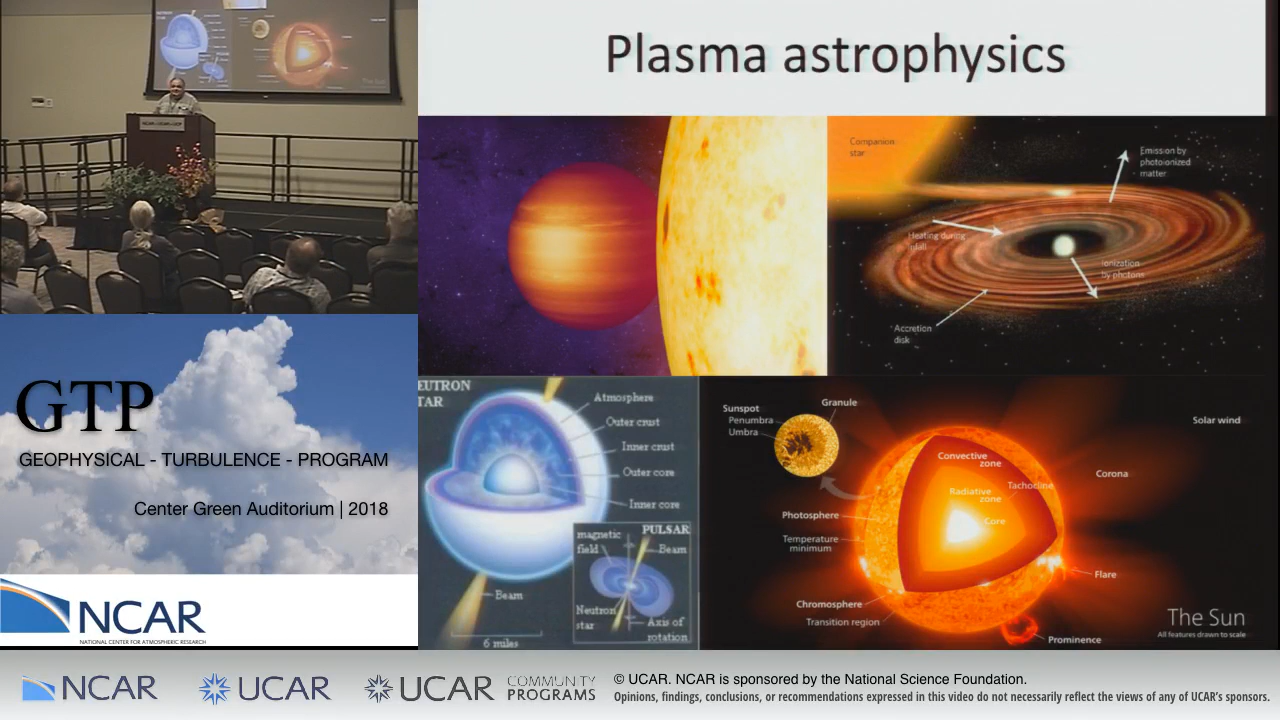 Plasma astrophysics
Companion
star
Emission by
photoionized
matter
Heating during
infall
Ionization
by photons
Accretion
disk
GTP
GEOPHYSICAL - TURBULENCE - PROGRAM
Center Green Auditorium | 2018
NCAR
NATIONAL CENTER FOR ATMOSPHERIC RESEARCH
EUTRON
TAR
Atmosphere
Outer crust
Inner crust
Outer core
Inner core
Beam
6 miles
PULSAR
magnetic
field
Beam
Neutron
star
Axis of
rotation
Sunspot
Penumbra
Umbra
Granule
Solar wind
Convective
zone
Corona
Radiative
zone
Tachocline
Core
Photosphere
Temperature
minimum
Flare
Chromosphere
Transition region
Prominence
The Sun
All features drawn to scale
NCAR
UCAR
UCAR
COMMUNITY
PROGRAMS
© UCAR. NCAR is sponsored by the National Science Foundation.
Opinions, findings, conclusions, or recommendations expressed in this video do not necessarily reflect the views of any of UCAR's sponsors.